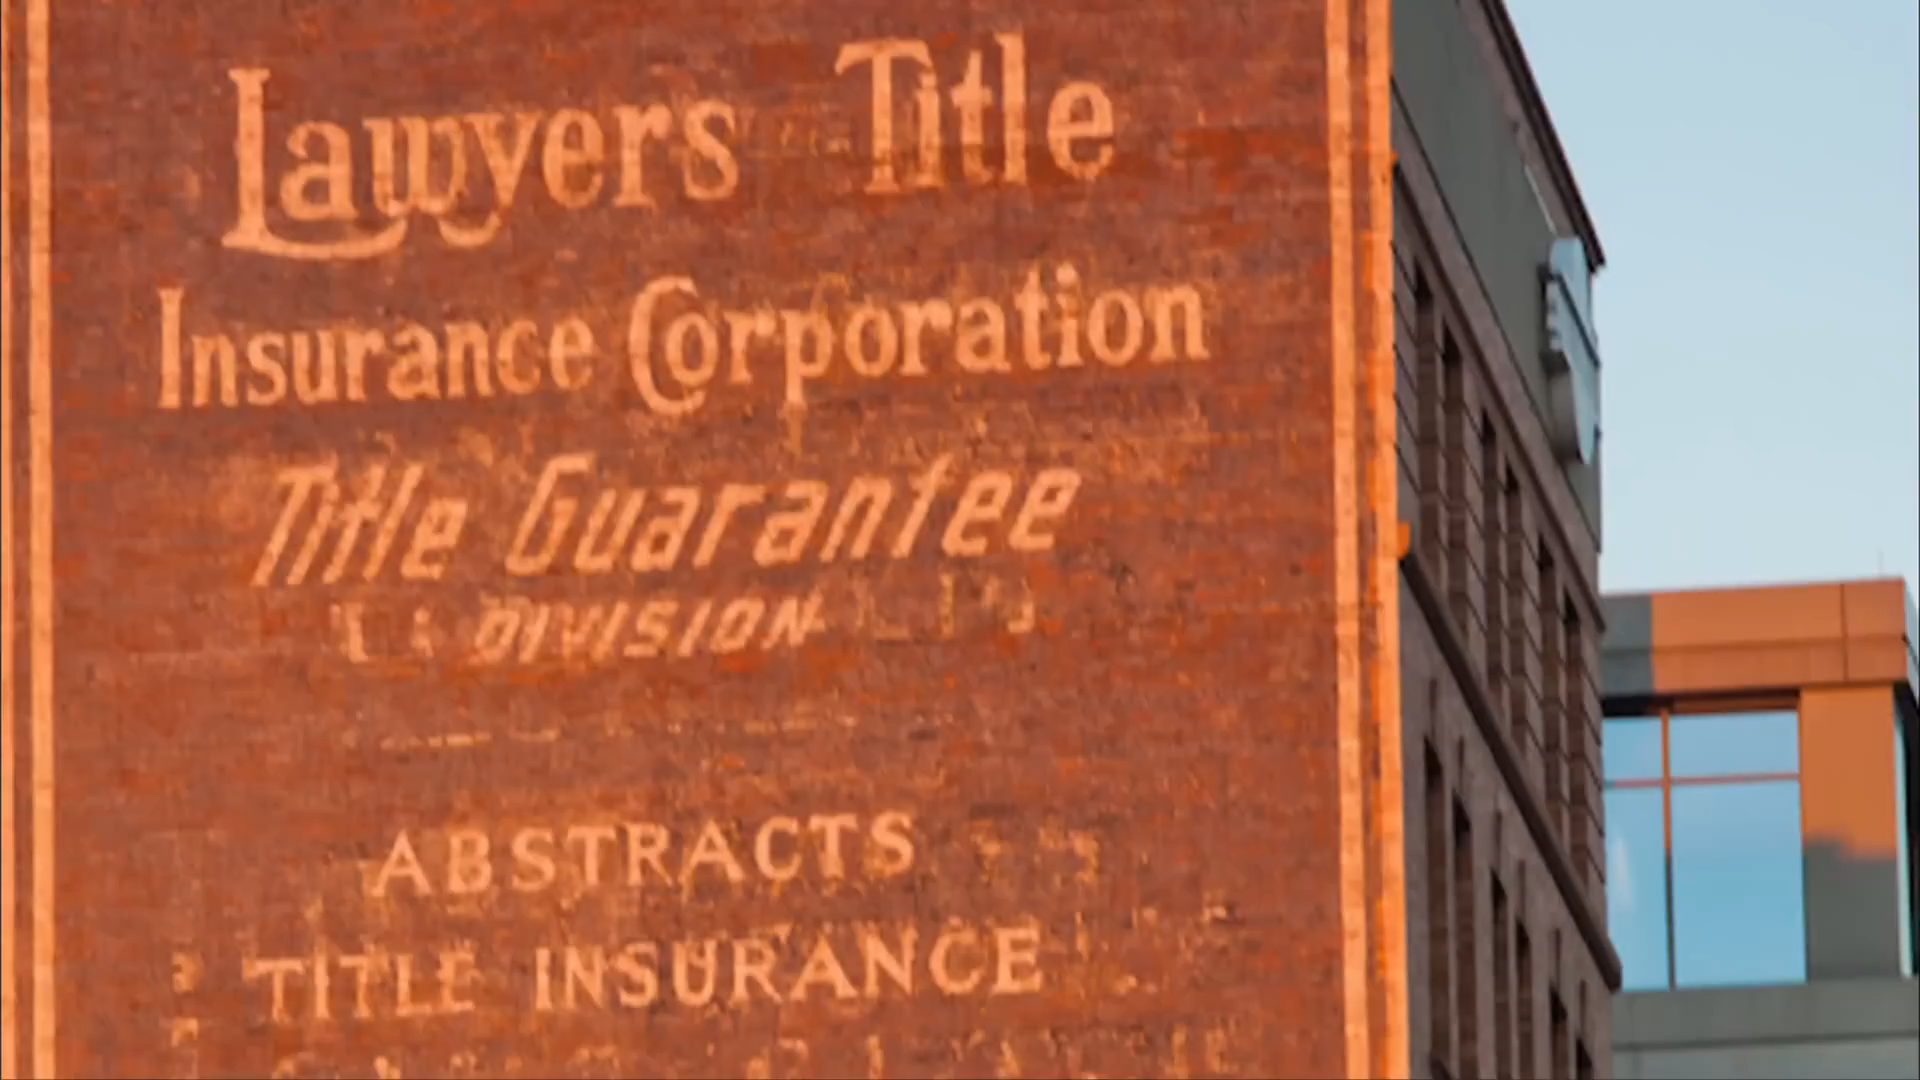 Lawyers Title
Insurance Corporation
Title Guarantee
DIVISION
ABSTRACTS
TITLE INSURANCE